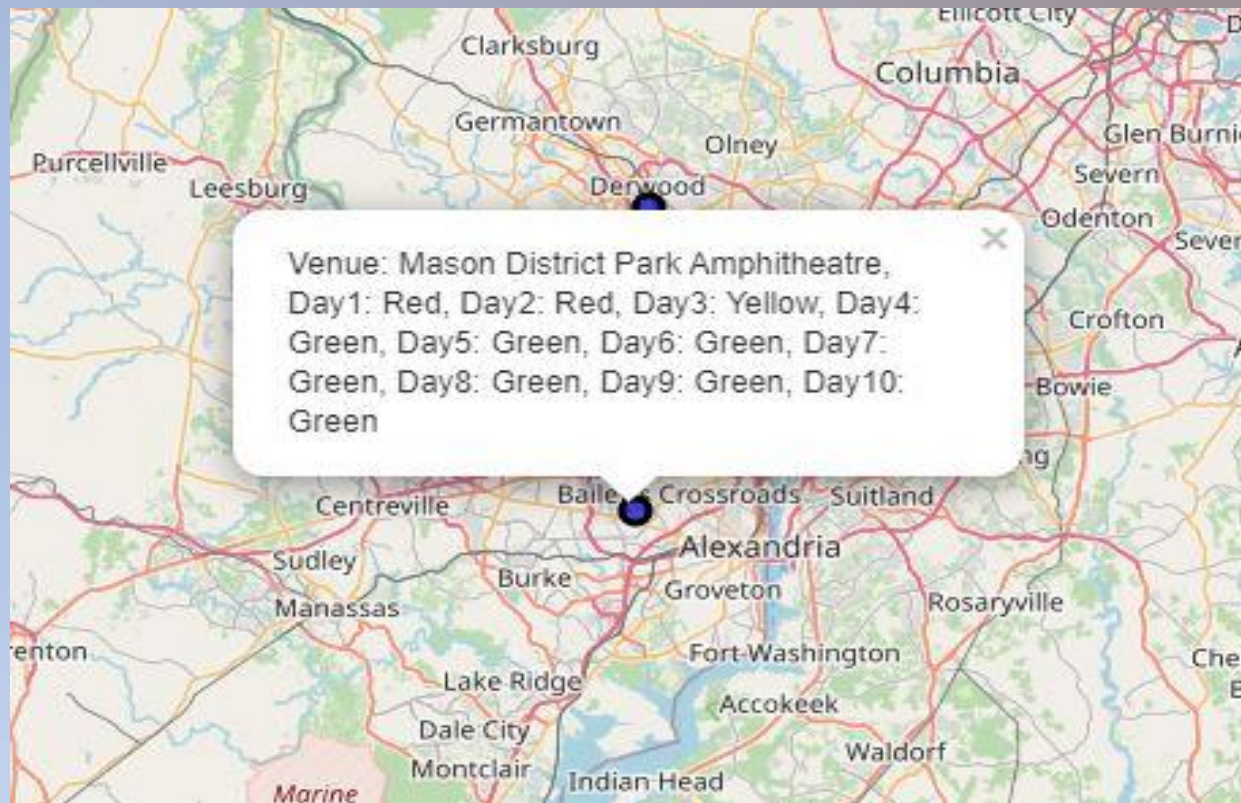 Ellicott City
Clarksburg
Columbia
Germantown
Olney
Glen Burnie
Purcellville
Leesburg
Derwood
Severn
Odenton
Venue: Mason District Park Amphitheatre,
Day1: Red, Day2: Red, Day3: Yellow, Day4:
Green, Day5: Green, Day6: Green, Day7:
Green, Day8: Green, Day9: Green, Day10:
Green
×
Crofton
Bowie
Centreville
Crossroads
Suitland
Alexandria
Sudley
Burke
Groveton
Manassas
Rosaryville
Fort Washington
Lake Ridge
Accokeek
Dale City
Waldorf
Montclair
Indian Head
Marine